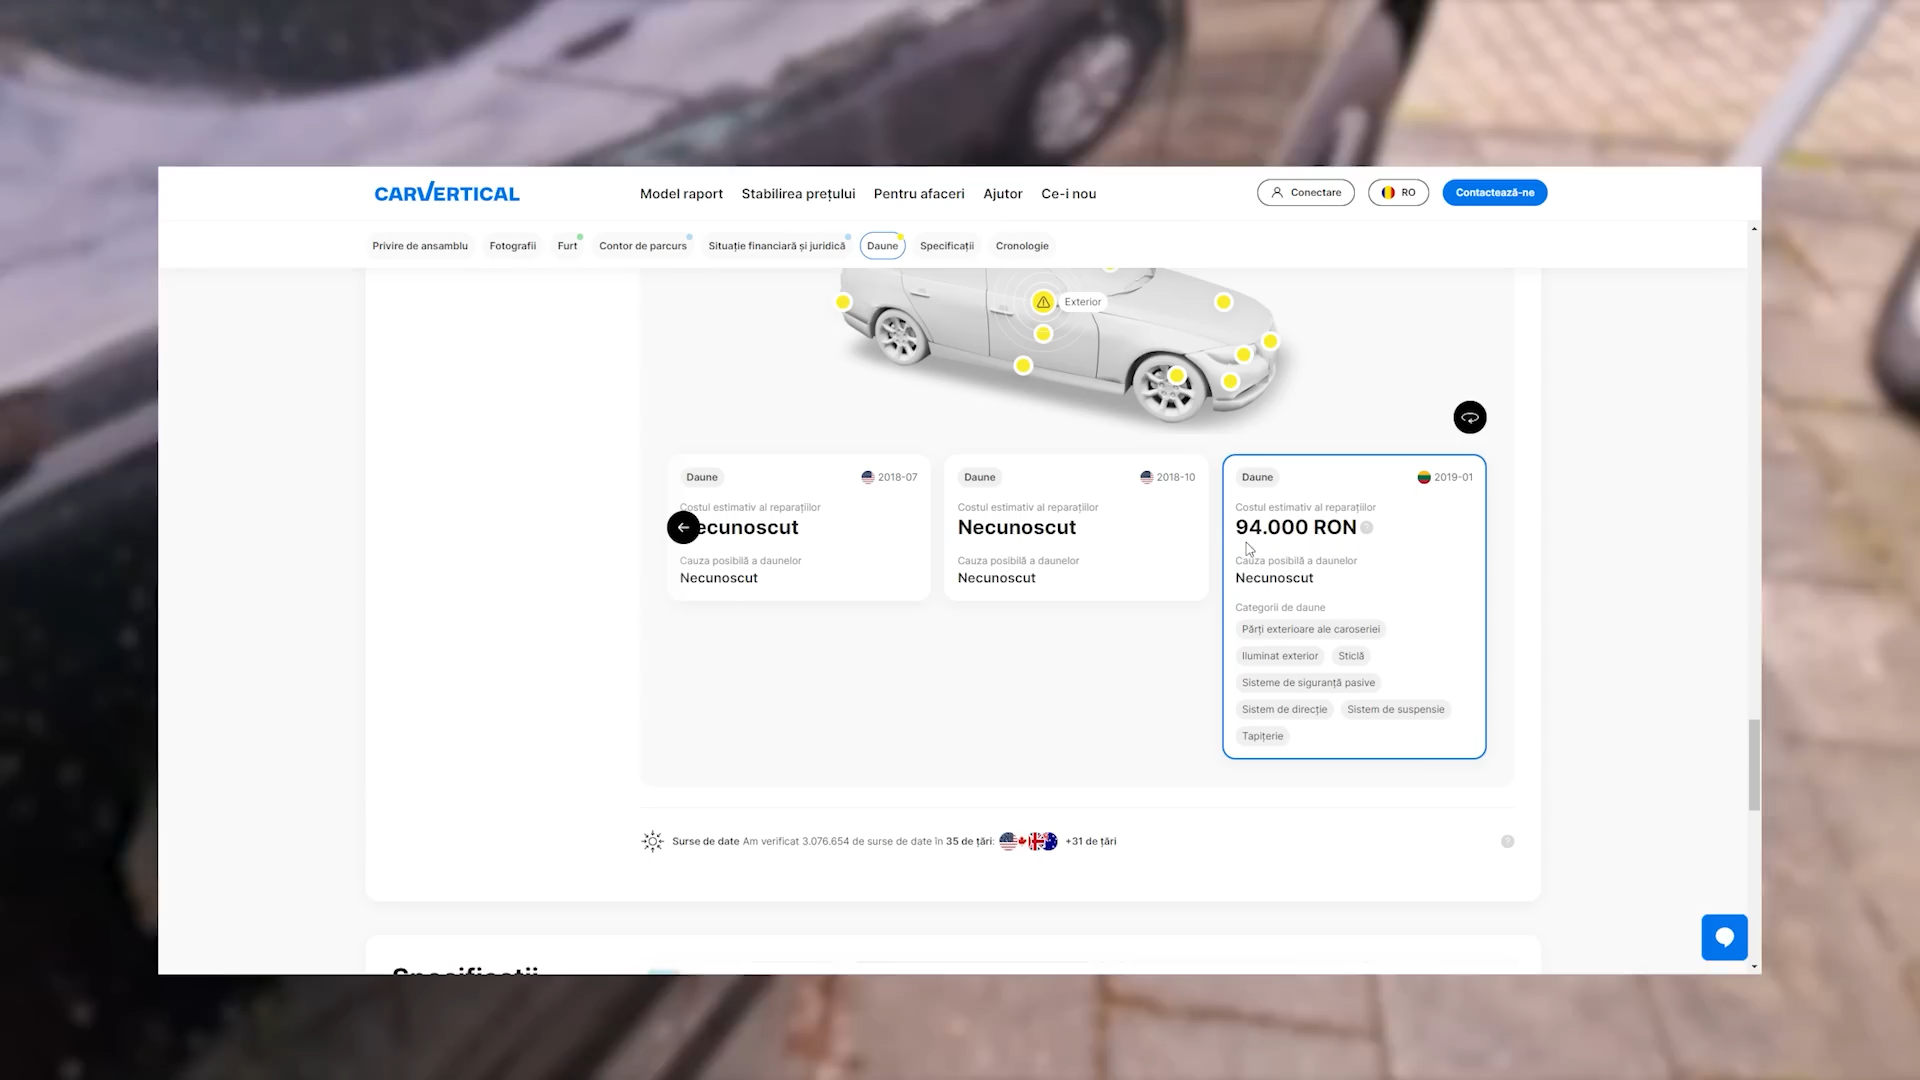 CARVERTICAL
Model raport
Stabilirea prețului
Pentru afaceri
Ajutor
Ce-i nou
Conectare
RO
Contactează-ne
Privire de ansamblu
Fotografii
Furt
Contor de parcurs
Situație financiară și juridică
Daune
Specificații
Cronologie
Exterior
Daune
2018-07
Costul estimativ al reparațiilor
ecunoscut
Cauza posibilă a daunelor
Necunoscut
Daune
2018-10
Costul estimativ al reparațiilor
Necunoscut
Cauza posibilă a daunelor
Necunoscut
Daune
2019-01
Costul estimativ al reparațiilor
94.000 RON
Cauza posibilă a daunelor
Necunoscut
Categorii de daune
Părți exterioare ale caroseriei
Iluminat exterior
Sticlă
Sisteme de siguranță pasive
Sistem de direcție
Sistem de suspensie
Tapițerie
Surse de date Am verificat 3.076.654 de surse de date în 35 de țări:
+31 de țări
Specificații